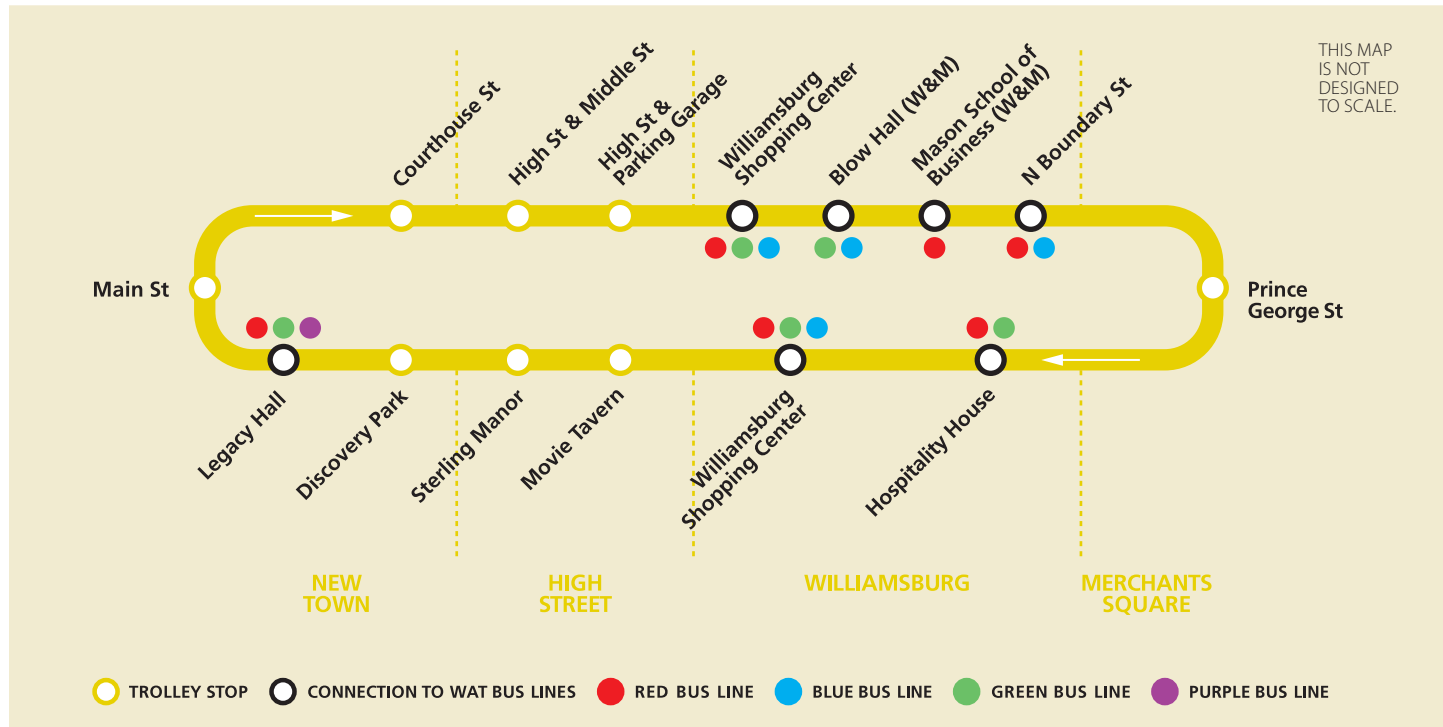 THIS MAP
IS NOT
DESIGNED
TO SCALE.
Courthouse St
High St & Middle St
High St &
Parking Garage
Williamsburg
Shopping Center
Blow Hall (W&M)
Mason School of
Business (W&M)
N Boundary St
Main St
Prince
George St
Legacy Hall
Discovery Park
Sterling Manor
Movie Tavern
Williamsburg
Shopping Center
Hospitality House
NEW
TOWN
HIGH
STREET
WILLIAMSBURG
MERCHANTS
SQUARE
TROLLEY STOP
CONNECTION TO WAT BUS LINES
RED BUS LINE
BLUE BUS LINE
GREEN BUS LINE
PURPLE BUS LINE